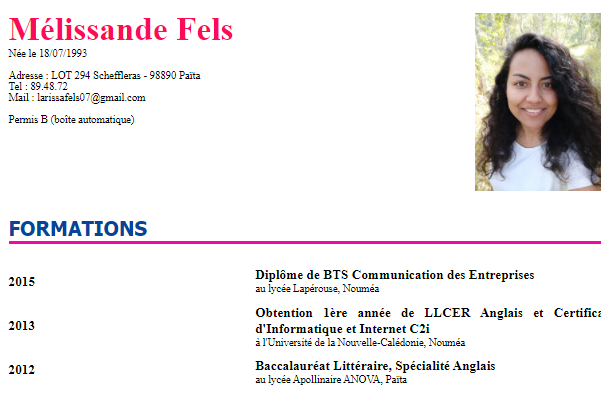 Mélissande Fels
Née le 18/07/1993
Adresse : LOT 294 Scheffleras - 98890 Païta
Tel : 89.48.72
Mail : larissafels07@gmail.com
Permis B (boîte automatique)
FORMATIONS
2015
Diplôme de BTS Communication des Entreprises
au lycée Lapérouse, Nouméa
2013
Obtention 1ère année de LLCER Anglais et Certifica
d'Informatique et Internet C2i
à l'Université de la Nouvelle-Calédonie, Nouméa
2012
Baccalauréat Littéraire, Spécialité Anglais
au lycée Apollinaire ANOVA, Païta